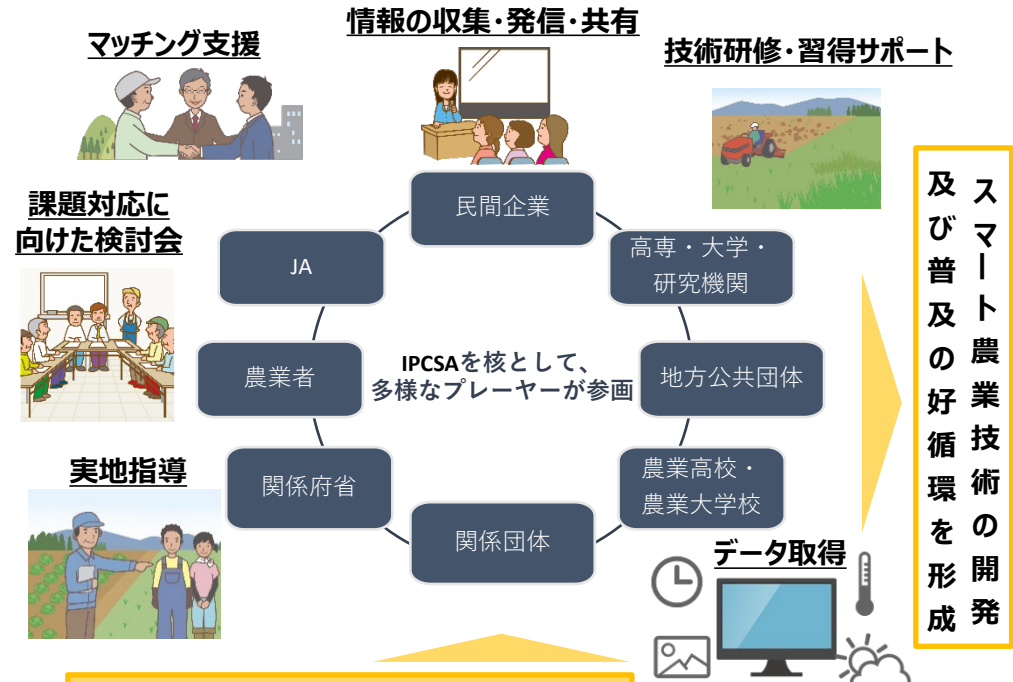 情報の収集・発信・共有
マッチング支援
技術研修・習得サポート
課題対応に
向けた検討会
民間企業
JA
高専・大学・
研究機関
IPCSAを核として、
多様なプレーヤーが参画
農業者
地方公共団体
実地指導
関係府省
農業高校・
農業大学校
関係団体
データ取得
スマート農業技術の開発
及び普及の好循環を形成